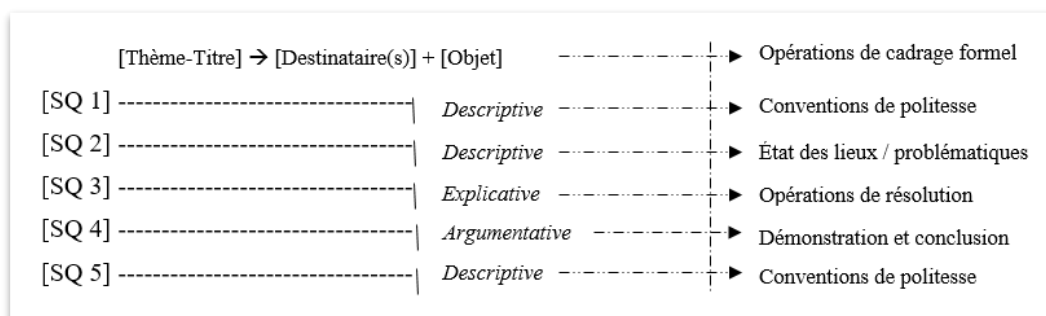 [Thème-Titre] → [Destinataire(s)] + [Objet] Opérations de cadrage formel
[SQ 1] Descriptive Conventions de politesse
[SQ 2] Descriptive État des lieux / problématiques
[SQ 3] Explicative Opérations de résolution
[SQ 4] Argumentative Démonstration et conclusion
[SQ 5] Descriptive Conventions de politesse